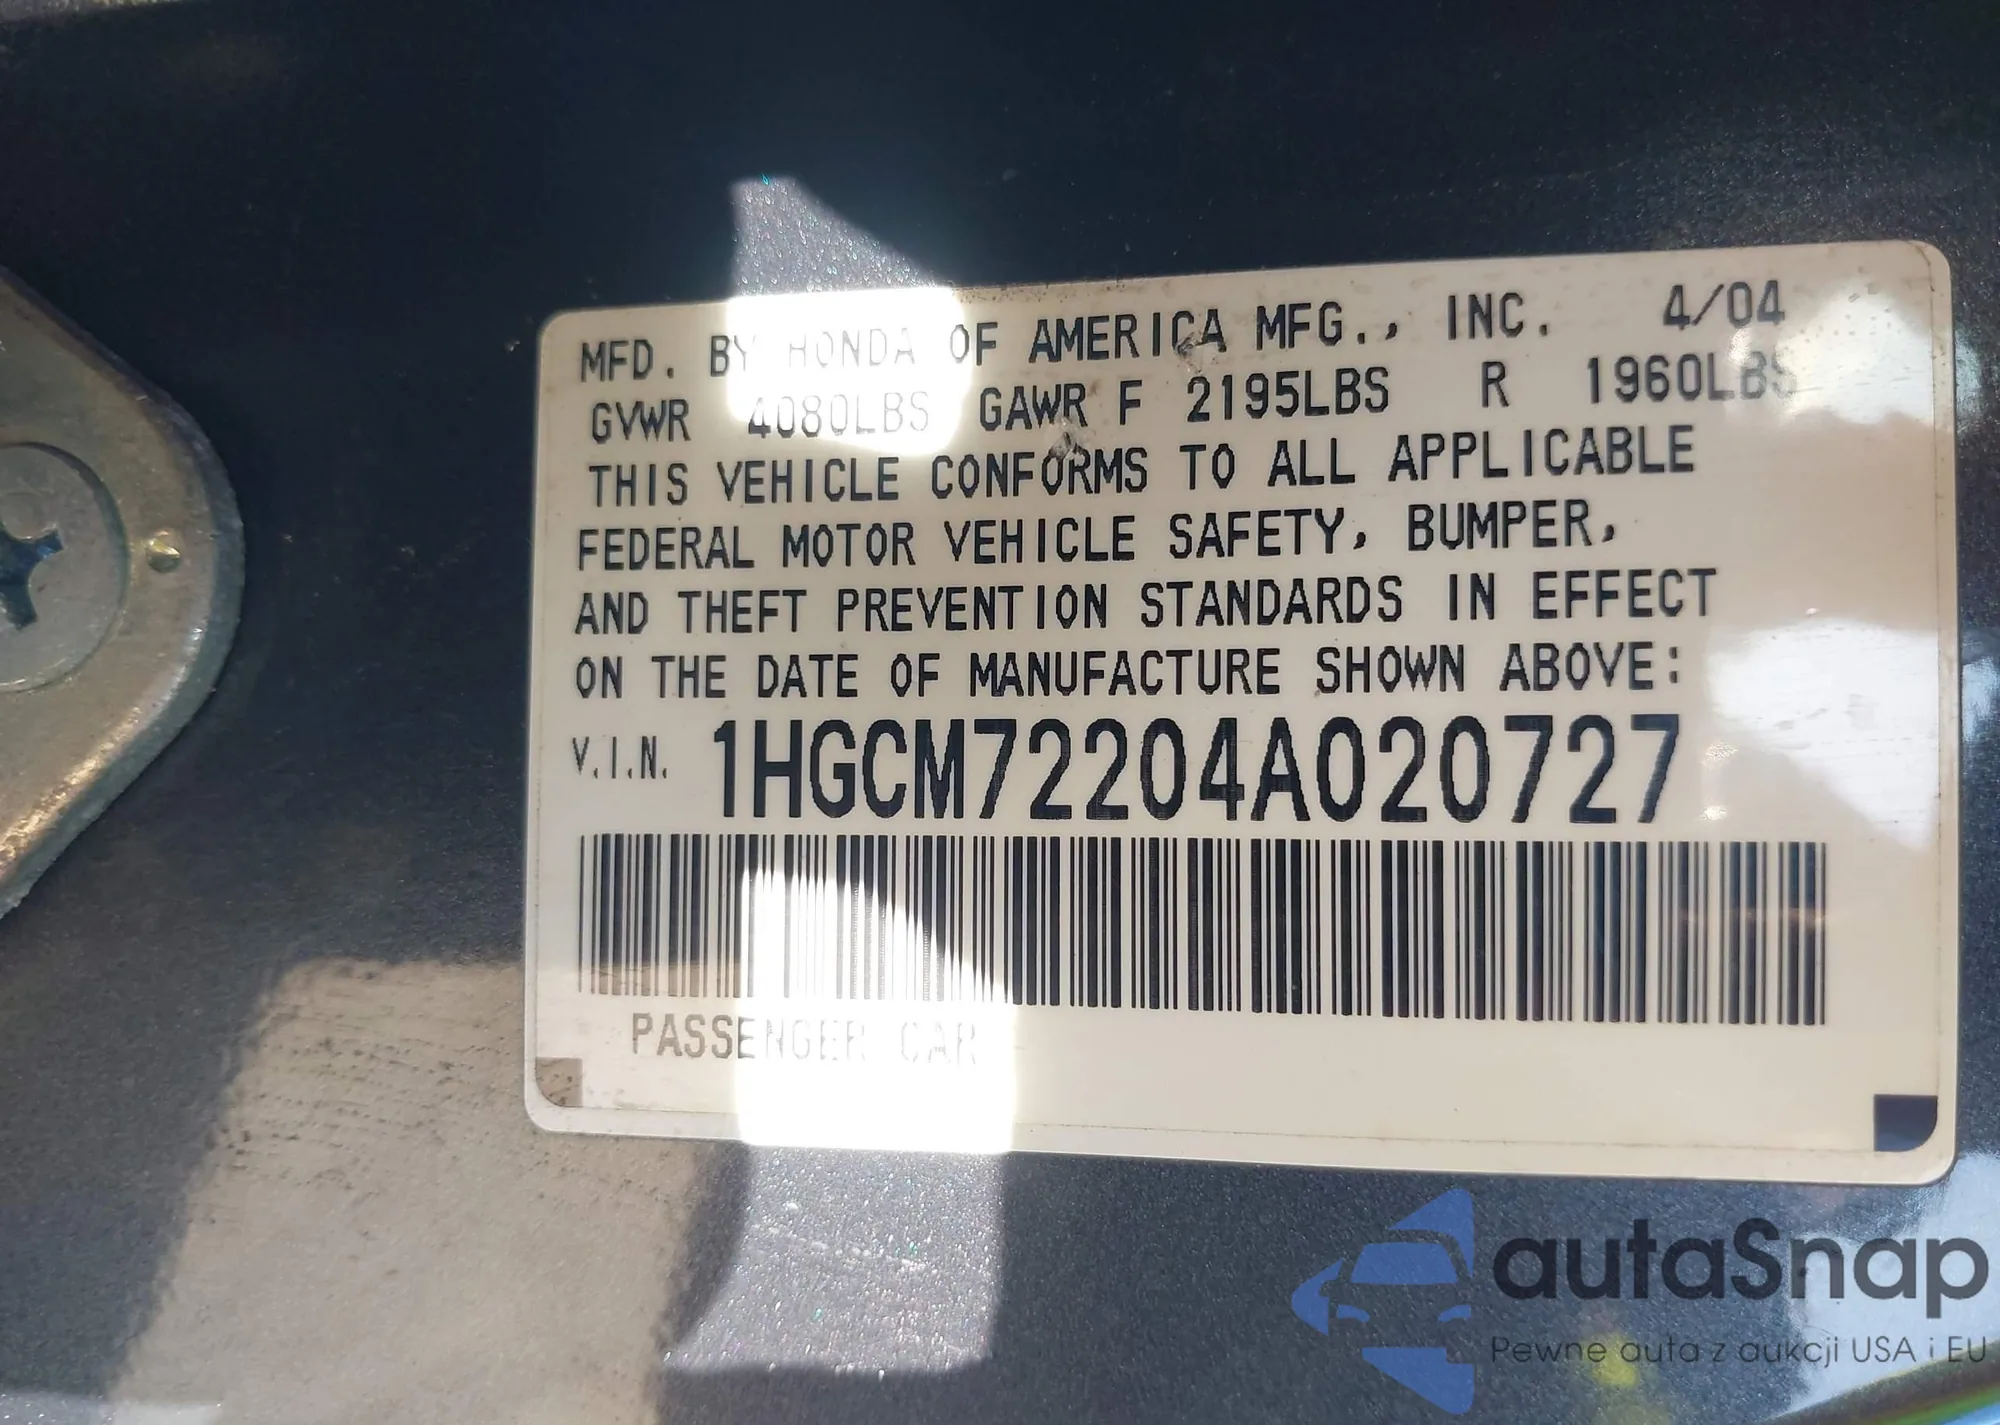 MFD. BY HONDA OF AMERICA MFG., INC. 4/04
GVWR 4080LBS GAWR F 2195LBS R 1960LBS
THIS VEHICLE CONFORMS TO ALL APPLICABLE
FEDERAL MOTOR VEHICLE SAFETY, BUMPER,
AND THEFT PREVENTION STANDARDS IN EFFECT
ON THE DATE OF MANUFACTURE SHOWN ABOVE:
V.I.N. 1HGCM72204A020727
PASSENGER CAR
autaSnap
Pewne auta z aukcji USA i EU